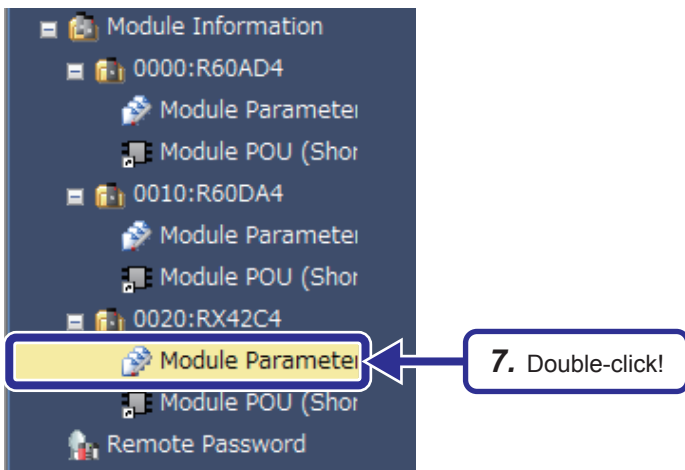 Module Information
0000:R60AD4
Module Parameter
Module POU (Shor
0010:R60DA4
Module Parameter
Module POU (Shor
0020:RX42C4
Module Parameter
7. Double-click!
Module POU (Shor
Remote Password